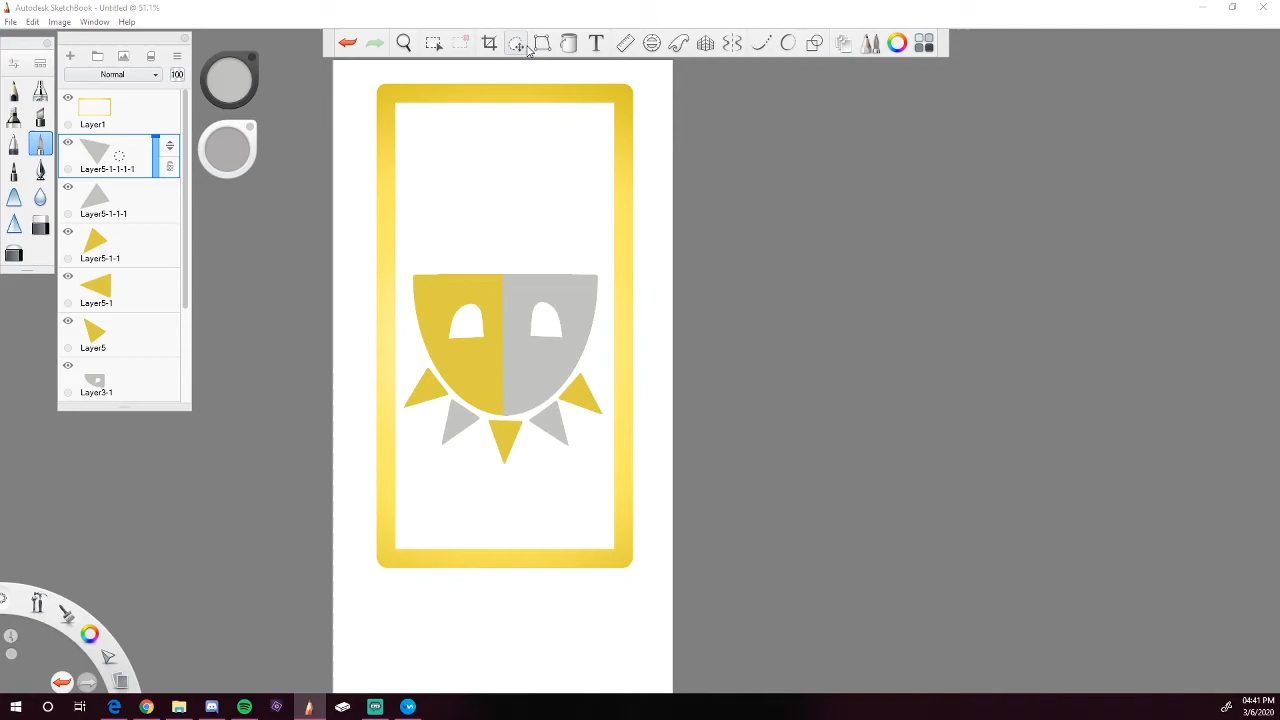 Autodesk SketchBook - Untitled @ 51.1%
File Edit Image Window Help
Normal 100
Layer1
Layer5-1-1-1-1
Layer5-1-1-1
Layer5-1-1
Layer5-1
Layer5
Layer3-1
04:41 PM
3/6/2020